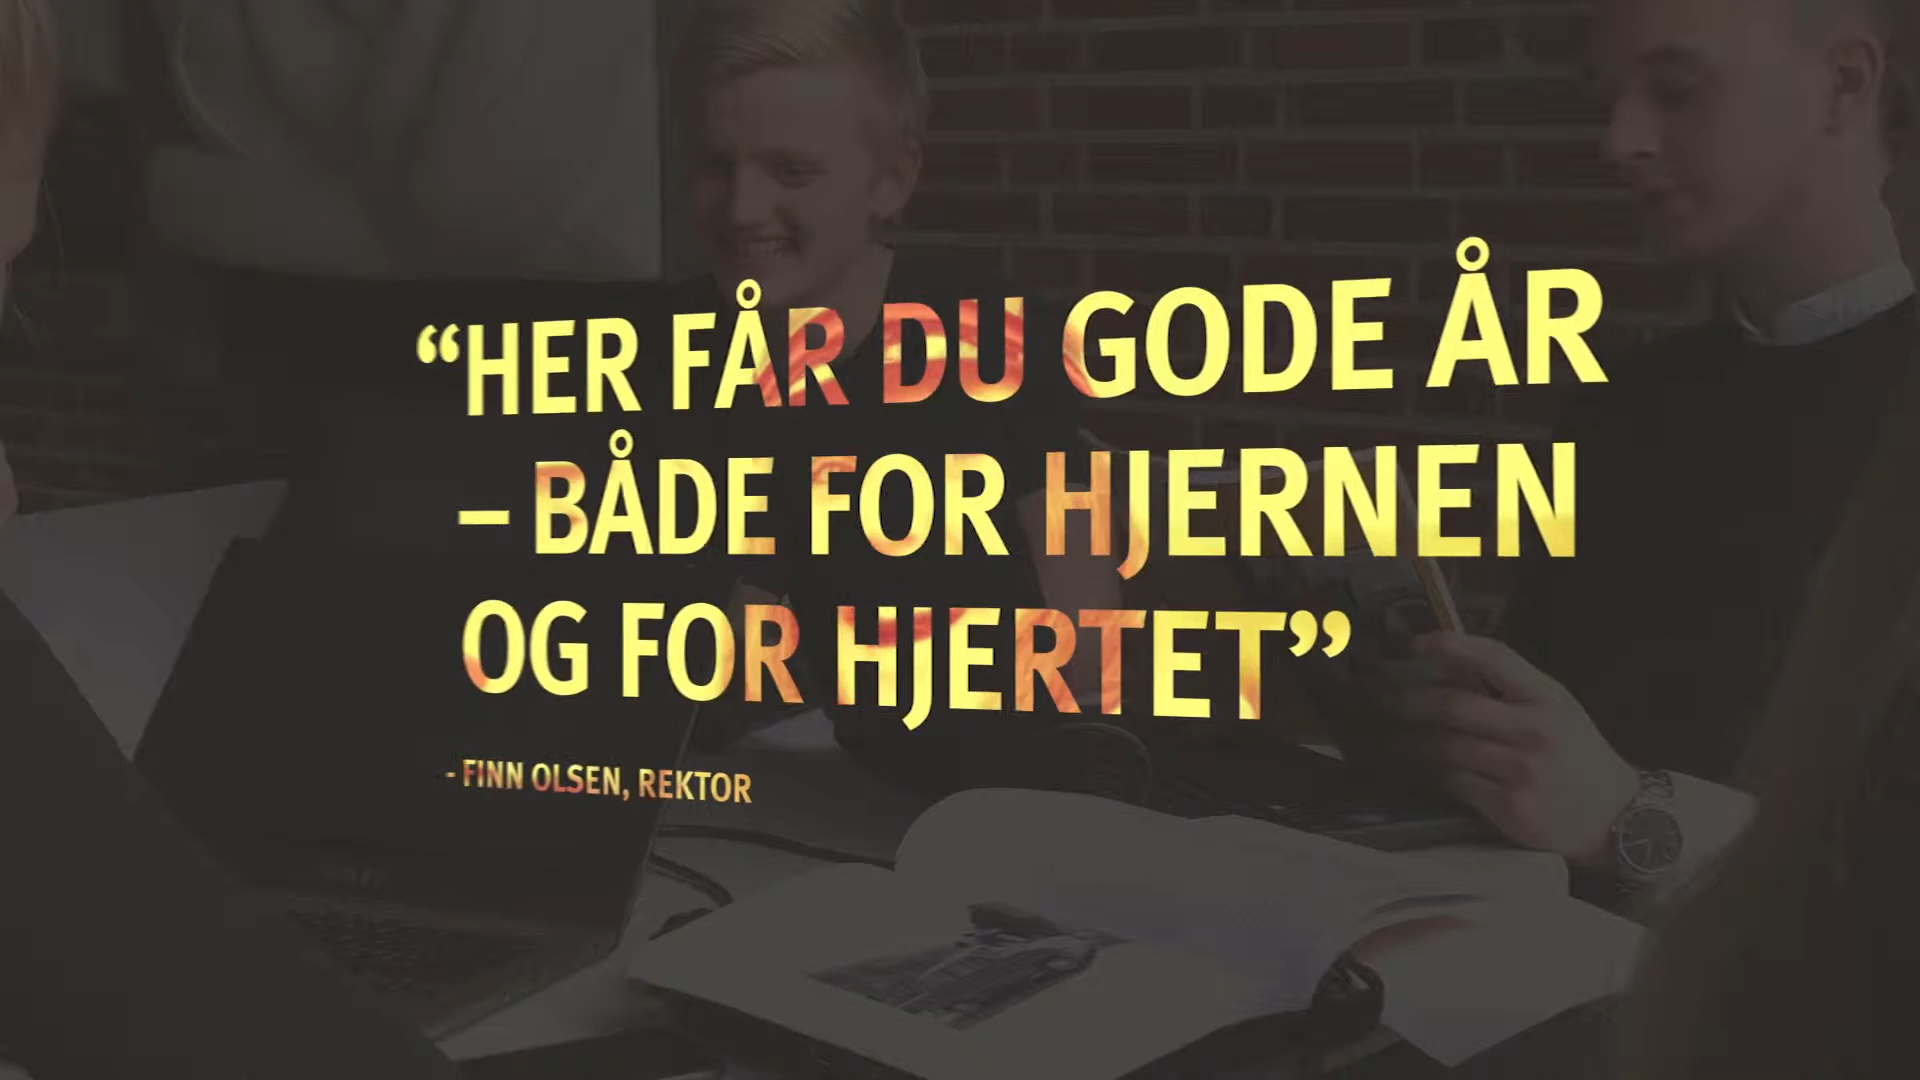 “HER FÅR DU GODE ÅR
– BÅDE FOR HJERNEN
OG FOR HJERTET”
- FINN OLSEN, REKTOR